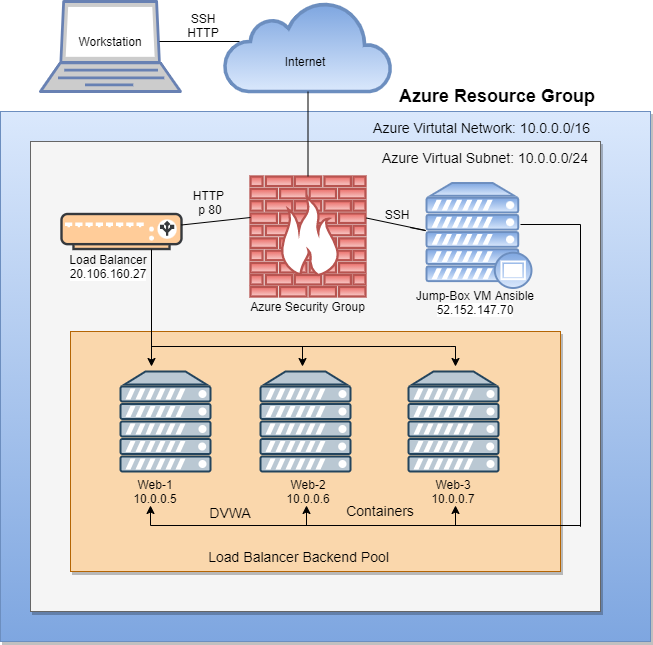 SSH
HTTP
Workstation
Internet
Azure Resource Group
Azure Virtutal Network: 10.0.0.0/16
Azure Virtual Subnet: 10.0.0.0/24
HTTP
p 80
SSH
Load Balancer
20.106.160.27
Azure Security Group
Jump-Box VM Ansible
52.152.147.70
Web-1
10.0.0.5
Web-2
10.0.0.6
Web-3
10.0.0.7
DVWA
Containers
Load Balancer Backend Pool